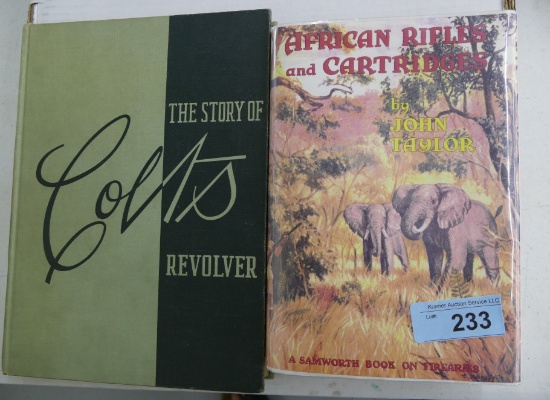 THE STORY OF
Colts
REVOLVER
AFRICAN RIFLES
and CARTRIDGES
by
JOHN
TAYLOR
Kramer Auction Service LLC
Lot#:
233
A SAMWORTH BOOK ON FIREARMS